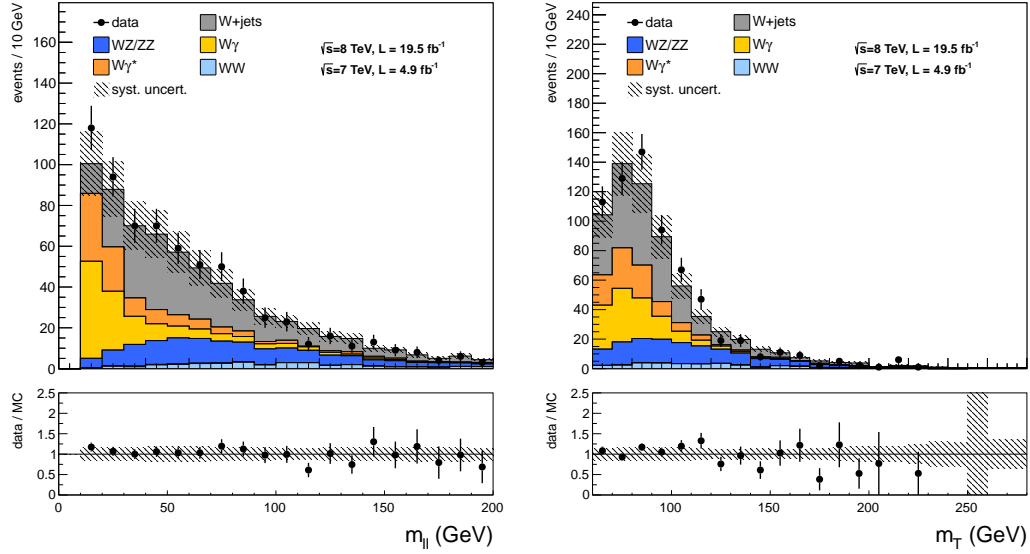 events / 10 GeV
160
140
120
100
80
60
40
20
0
data
W+jets
WZ/ZZ
Wγ
Wγ*
WW
syst. uncert.
√s=8 TeV, L = 19.5 fb⁻¹
√s=7 TeV, L = 4.9 fb⁻¹
data / MC
2.5
2
1.5
1
0.5
0
0 50 100 150 200
m_ll (GeV)
events / 10 GeV
240
220
200
180
160
140
120
100
80
60
40
20
0
data
W+jets
WZ/ZZ
Wγ
Wγ*
WW
syst. uncert.
√s=8 TeV, L = 19.5 fb⁻¹
√s=7 TeV, L = 4.9 fb⁻¹
data / MC
2.5
2
1.5
1
0.5
0
100 150 200 250
m_T (GeV)